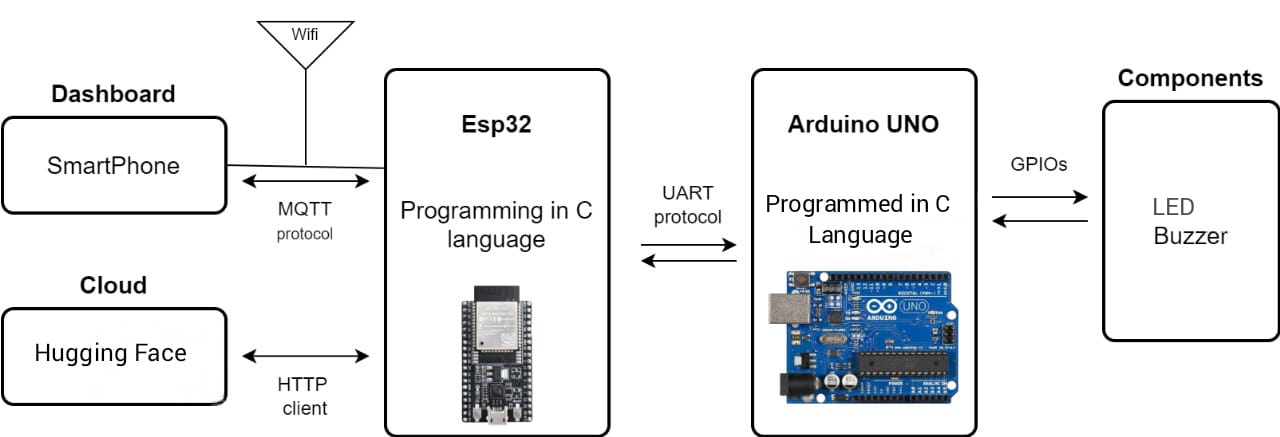 Wifi
Dashboard
SmartPhone
MQTT
protocol
Cloud
Hugging Face
HTTP
client
Esp32
Programming in C
language
UART
protocol
Arduino UNO
Programmed in C
Language
UNO
ARDUINO
GPIOs
Components
LED
Buzzer